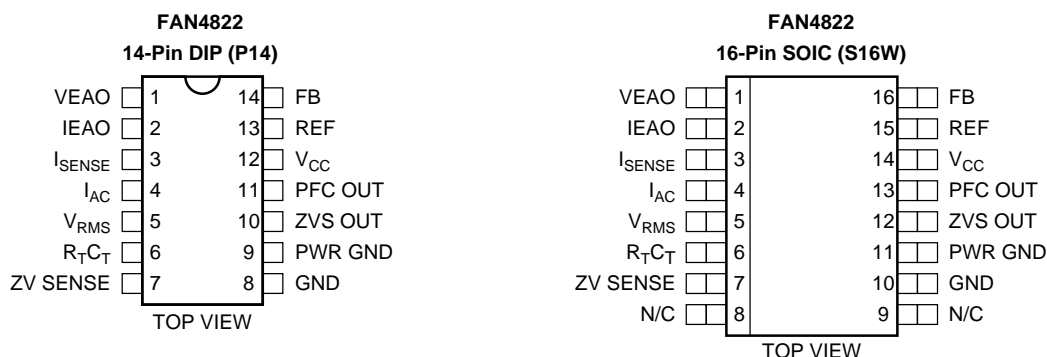 FAN4822
14-Pin DIP (P14)
VEAO 1 14 FB
IEAO 2 13 REF
ISENSE 3 12 VCC
IAC 4 11 PFC OUT
VRMS 5 10 ZVS OUT
RTCT 6 9 PWR GND
ZV SENSE 7 8 GND
TOP VIEW
FAN4822
16-Pin SOIC (S16W)
VEAO 1 16 FB
IEAO 2 15 REF
ISENSE 3 14 VCC
IAC 4 13 PFC OUT
VRMS 5 12 ZVS OUT
RTCT 6 11 PWR GND
ZV SENSE 7 10 GND
N/C 8 9 N/C
TOP VIEW